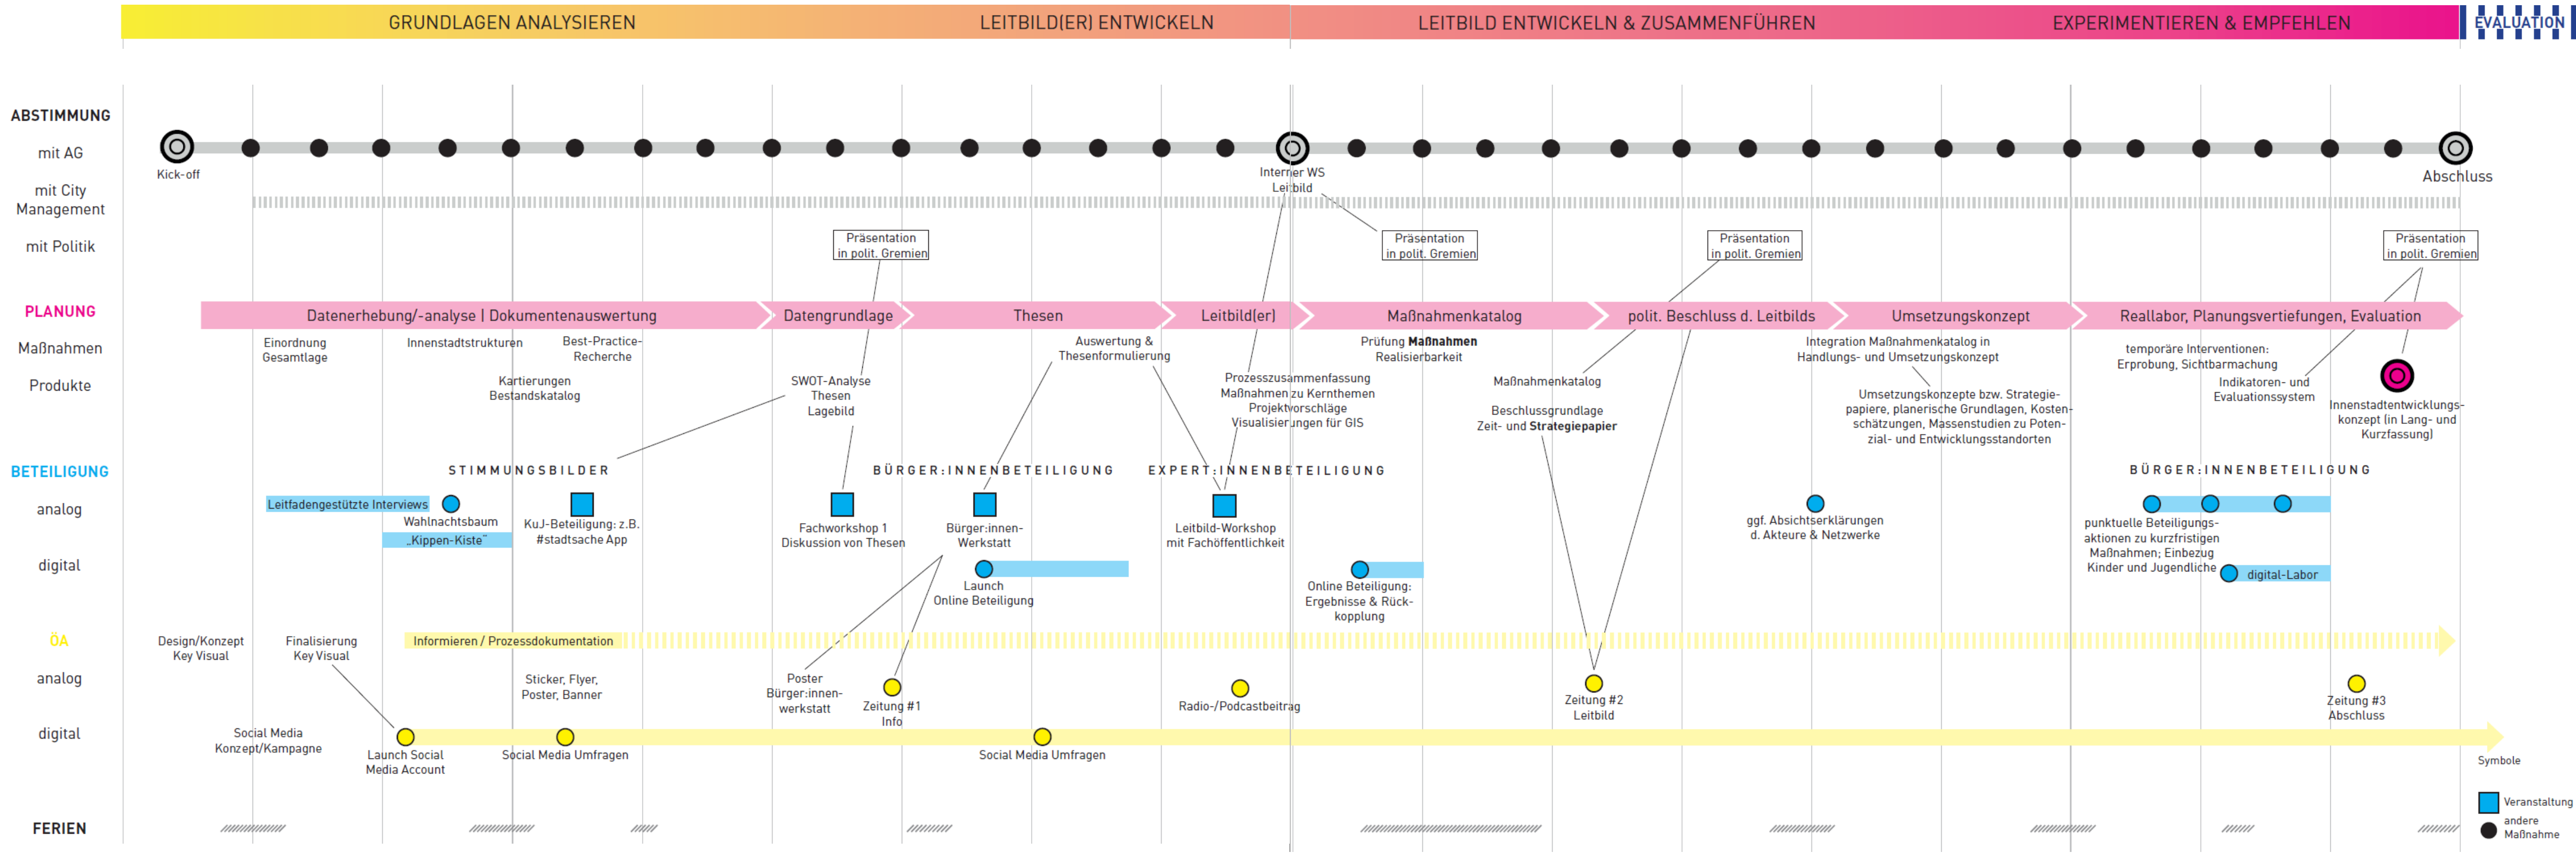 GRUNDLAGEN ANALYSIEREN
LEITBILD(ER) ENTWICKELN
LEITBILD ENTWICKELN & ZUSAMMENFÜHREN
EXPERIMENTIEREN & EMPFEHLEN
EVALUATION
ABSTIMMUNG
mit AG
Kick-off
Interner WS
Leitbild
Abschluss
mit City
Management
mit Politik
Präsentation
in polit. Gremien
Präsentation
in polit. Gremien
Präsentation
in polit. Gremien
Präsentation
in polit. Gremien
PLANUNG
Datenerhebung/-analyse | Dokumentenauswertung
Datengrundlage
Thesen
Leitbild(er)
Maßnahmenkatalog
polit. Beschluss d. Leitbilds
Umsetzungskonzept
Reallabor, Planungsvertiefungen, Evaluation
Maßnahmen
Produkte
Einordnung
Gesamtlage
Innenstadtstrukturen
Best-Practice-
Recherche
Kartierungen
Bestandskatalog
SWOT-Analyse
Thesen
Lagebild
Auswertung &
Thesenformulierung
Prozesszusammenfassung
Maßnahmen zu Kernthemen
Projektvorschläge
Visualisierungen für GIS
Prüfung Maßnahmen
Realisierbarkeit
Maßnahmenkatalog
Beschlussgrundlage
Zeit- und Strategiepapier
Integration Maßnahmenkatalog in
Handlungs- und Umsetzungskonzept
Umsetzungskonzepte bzw. Strategie-
papiere, planerische Grundlagen, Kosten-
schätzungen, Massenstudien zu Poten-
zial- und Entwicklungsstandorten
temporäre Interventionen:
Erprobung, Sichtbarmachung
Indikatoren- und
Evaluationssystem
Innenstadtentwicklungs-
konzept (in Lang- und
Kurzfassung)
BETEILIGUNG
STIMMUNGSBILDER
BÜRGER:INNENBETEILIGUNG
EXPERT:INNENBETEILIGUNG
BÜRGER:INNENBETEILIGUNG
analog
Leitfadengestützte Interviews
Wahlnachtsbaum
„Kippen-Kiste“
KuJ-Beteiligung: z.B.
#stadtsache App
Fachworkshop 1
Diskussion von Thesen
Bürger:innen-
Werkstatt
Leitbild-Workshop
mit Fachöffentlichkeit
ggf. Absichtserklärungen
d. Akteure & Netzwerke
punktuelle Beteiligungs-
aktionen zu kurzfristigen
Maßnahmen; Einbezug
Kinder und Jugendliche
digital
Launch
Online Beteiligung
Online Beteiligung:
Ergebnisse & Rück-
kopplung
digital-Labor
ÖA
Design/Konzept
Key Visual
Finalisierung
Key Visual
Informieren / Prozessdokumentation
analog
Sticker, Flyer,
Poster, Banner
Poster
Bürger:innen-
werkstatt
Zeitung #1
Info
Radio-/Podcastbeitrag
Zeitung #2
Leitbild
Zeitung #3
Abschluss
digital
Social Media
Konzept/Kampagne
Launch Social
Media Account
Social Media Umfragen
Social Media Umfragen
Symbole
Veranstaltung
andere
Maßnahme
FERIEN